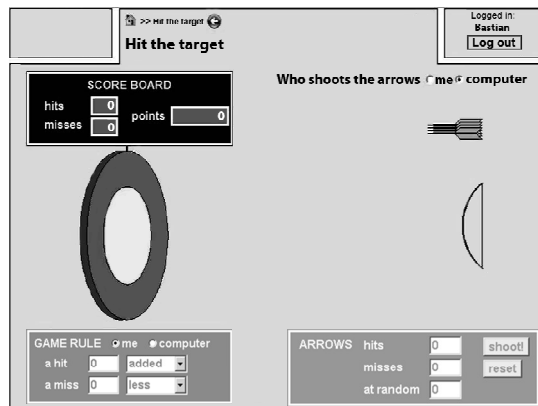 >> Hit the target
Hit the target
Logged in:
Bastian
Log out
SCORE BOARD
hits 0
misses 0
points 0
Who shoots the arrows me computer
GAME RULE me computer
a hit 0 added
a miss 0 less
ARROWS hits 0 shoot!
misses 0 reset
at random 0